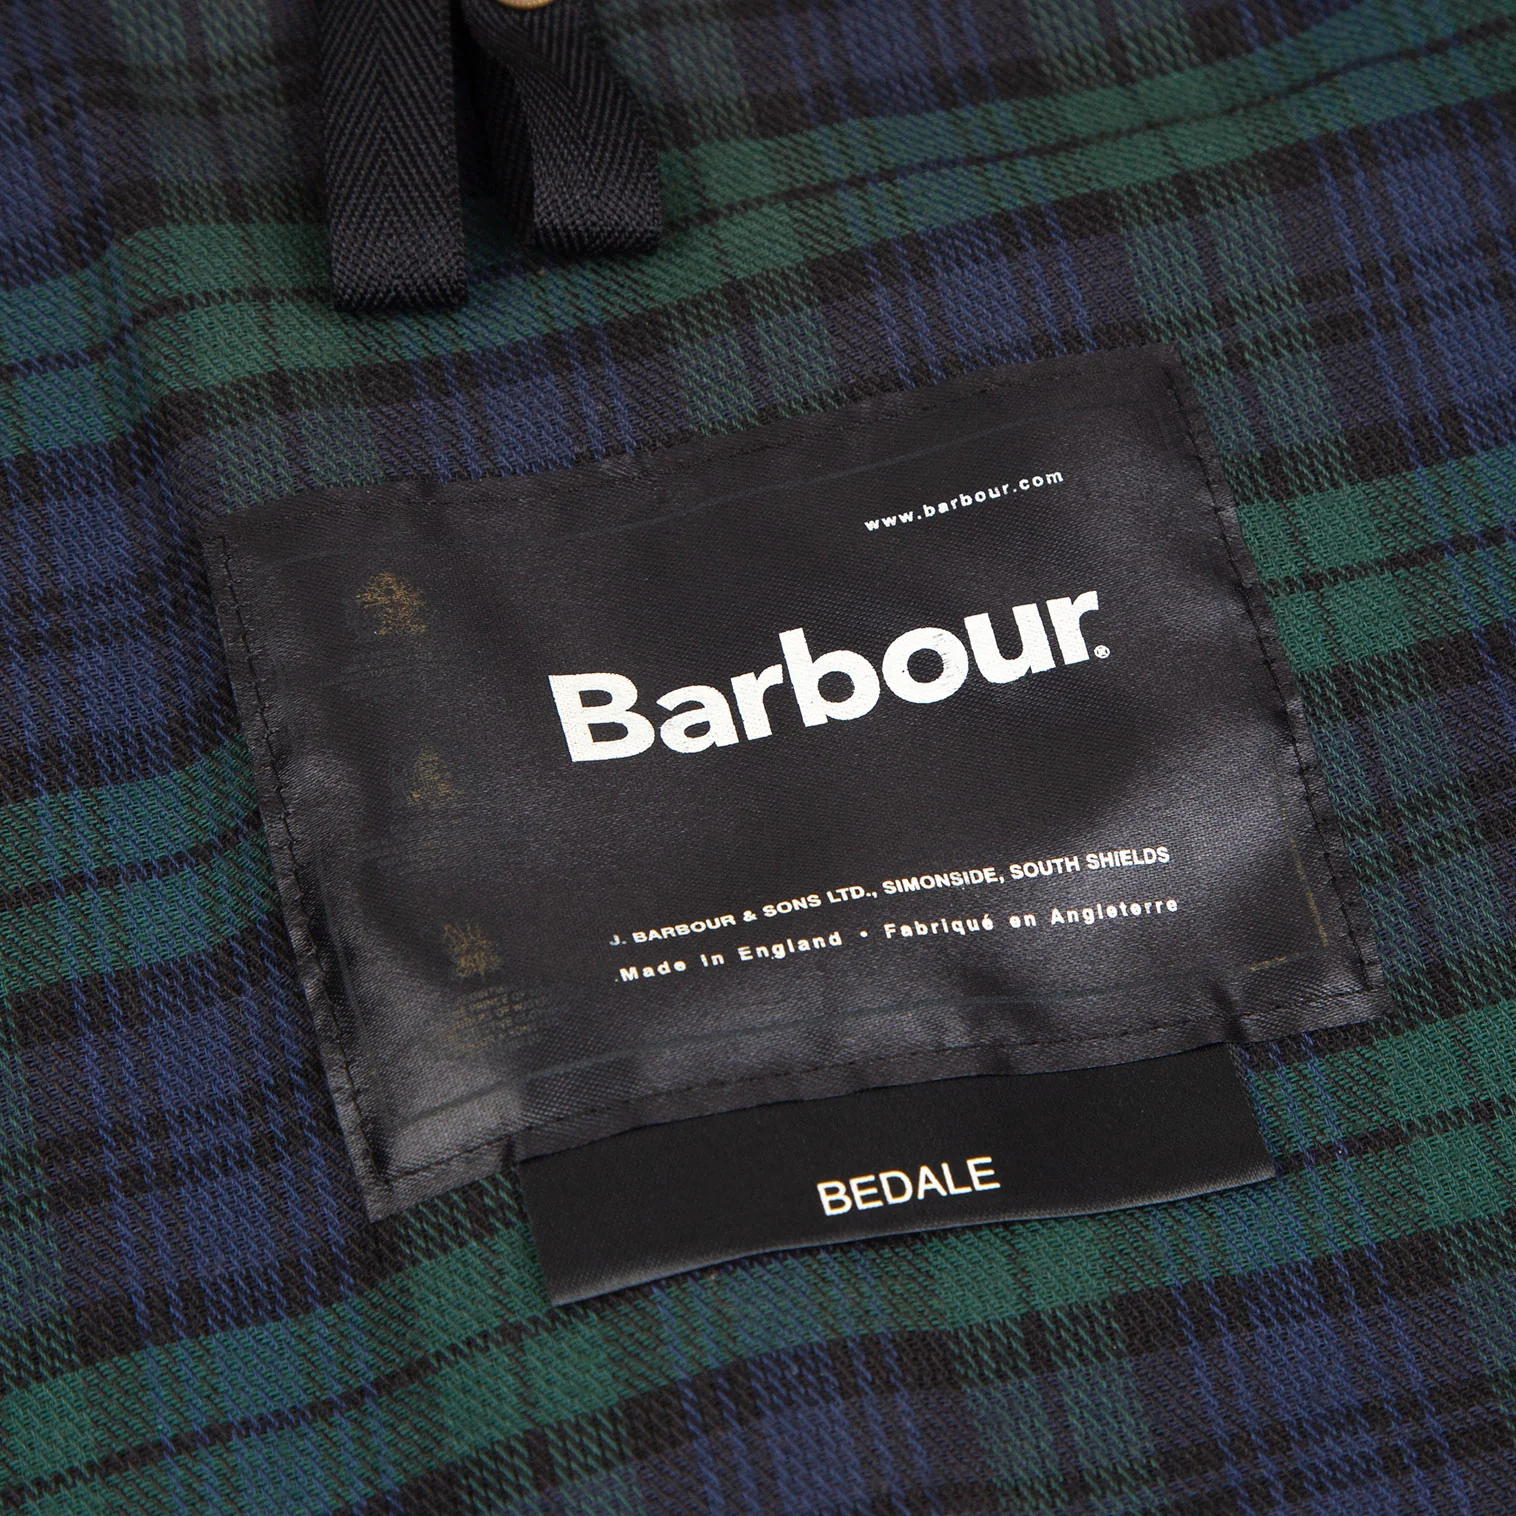 www.barbour.com
Barbour®
J. BARBOUR & SONS LTD., SIMONSIDE, SOUTH SHIELDS
Made in England • Fabriqué en Angleterre
BEDALE